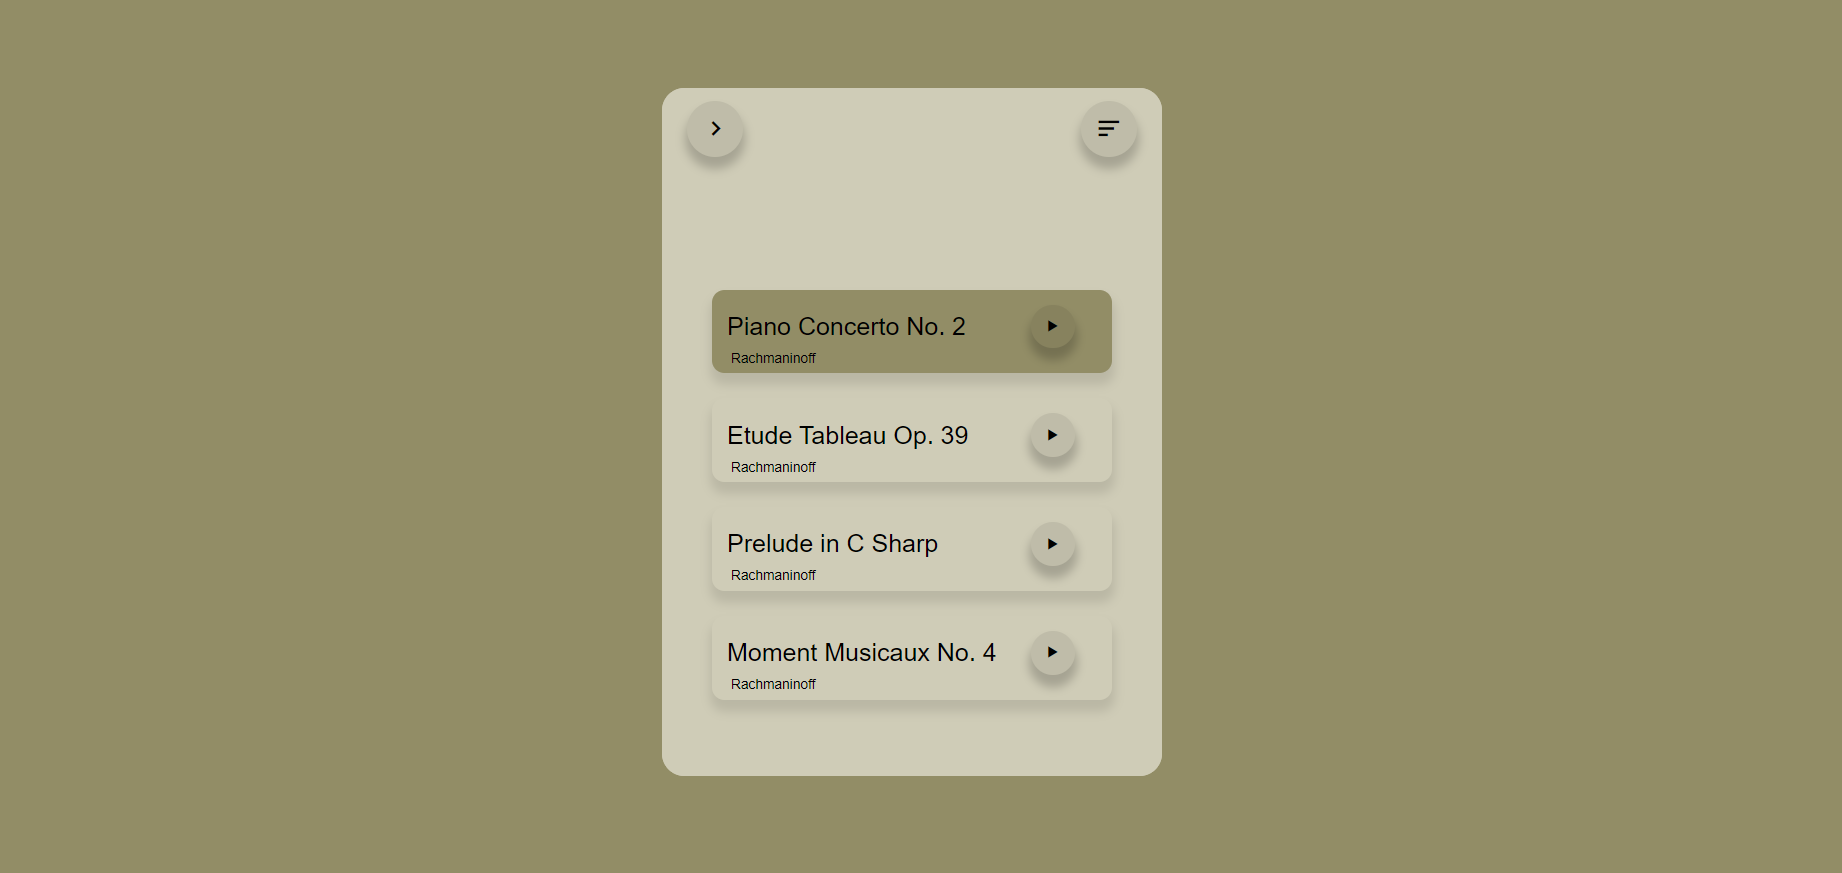 Piano Concerto No. 2
Rachmaninoff
Etude Tableau Op. 39
Rachmaninoff
Prelude in C Sharp
Rachmaninoff
Moment Musicaux No. 4
Rachmaninoff